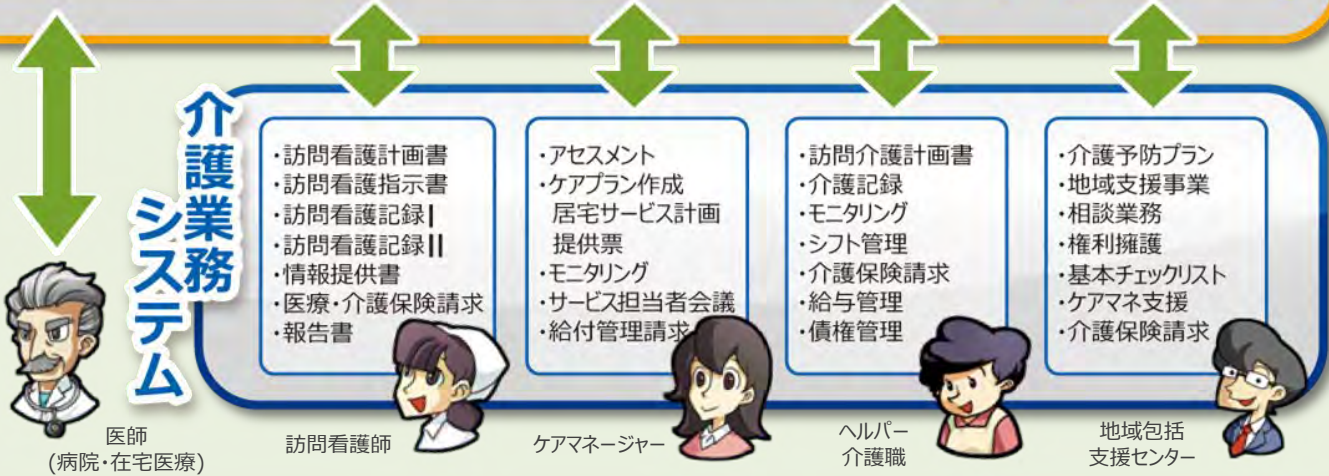 介護業務
システム
・訪問看護計画書
・訪問看護指示書
・訪問看護記録Ⅰ
・訪問看護記録Ⅱ
・情報提供書
・医療・介護保険請求
・報告書
・アセスメント
・ケアプラン作成
居宅サービス計画
提供票
・モニタリング
・サービス担当者会議
・給付管理請求
・訪問介護計画書
・介護記録
・モニタリング
・シフト管理
・介護保険請求
・給与管理
・債権管理
・介護予防プラン
・地域支援事業
・相談業務
・権利擁護
・基本チェックリスト
・ケアマネ支援
・介護保険請求
医師
(病院・在宅医療)
訪問看護師
ケアマネージャー
ヘルパー
介護職
地域包括
支援センター